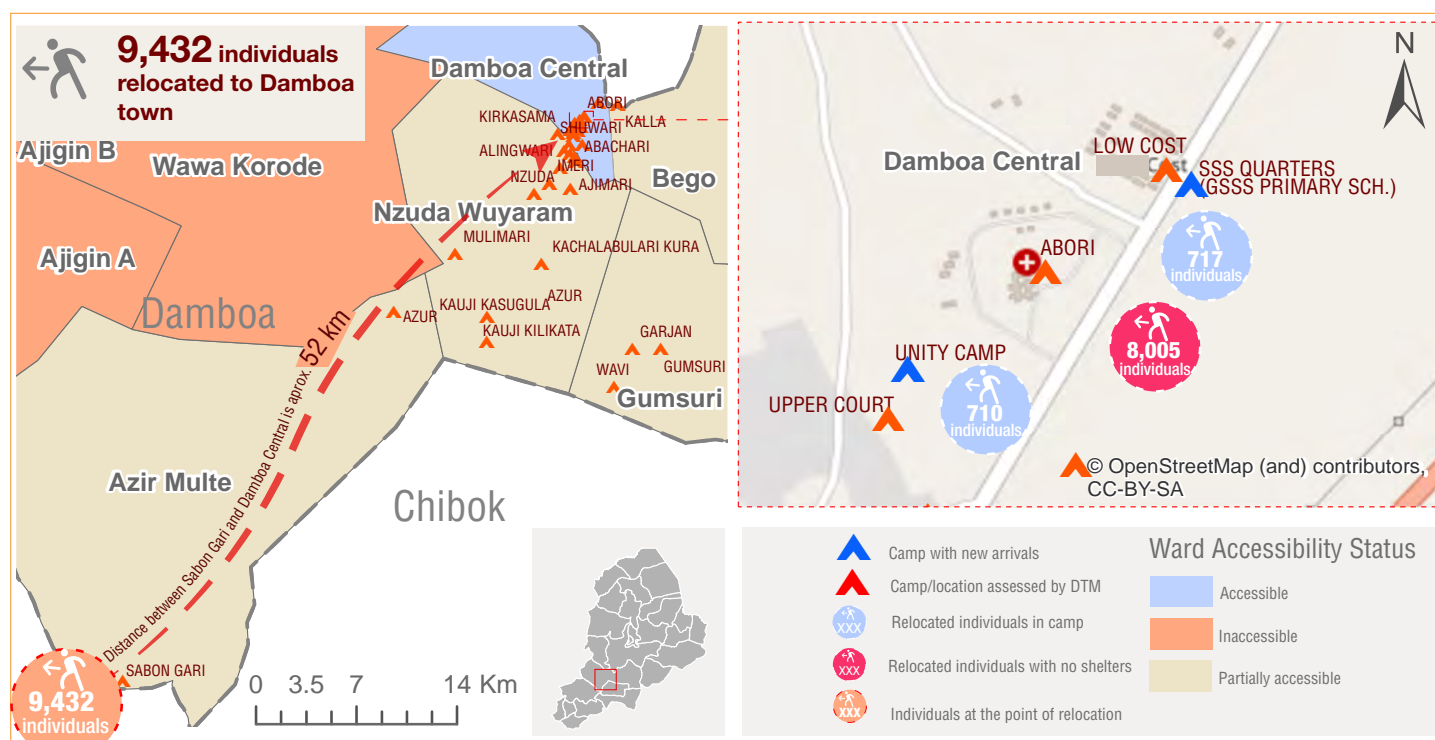 9,432 individuals
relocated to Damboa
town
Damboa Central
ABORI
KIRKASAMA
KALLA
SHUWARI
ALINGWARI
ABACHARI
IMERI
NZUDA
AJIMARI
Ajigin B
Wawa Korode
Bego
Nzuda Wuyaram
MULIMARI
KACHALABULARI KURA
Ajigin A
Damboa
AZUR
KAUJI KASUGULA
AZUR
KAUJI KILIKATA
GARJAN
WAVI
GUMSURI
Gumsuri
Distance between Sabon Gari and Damboa Central is aprox. 52 km
Azir Multe
Chibok
SABON GARI
9,432
individuals
0 3.5 7 14 Km
N
LOW COST
Cost
Damboa Central
SSS QUARTERS
(GSSS PRIMARY SCH.)
717
individuals
ABORI
8,005
individuals
UNITY CAMP
710
individuals
UPPER COURT
© OpenStreetMap (and) contributors,
CC-BY-SA
Camp with new arrivals
Camp/location assessed by DTM
XXX
Relocated individuals in camp
XXX
Relocated individuals with no shelters
XXX
Individuals at the point of relocation
Ward Accessibility Status
Accessible
Inaccessible
Partially accessible